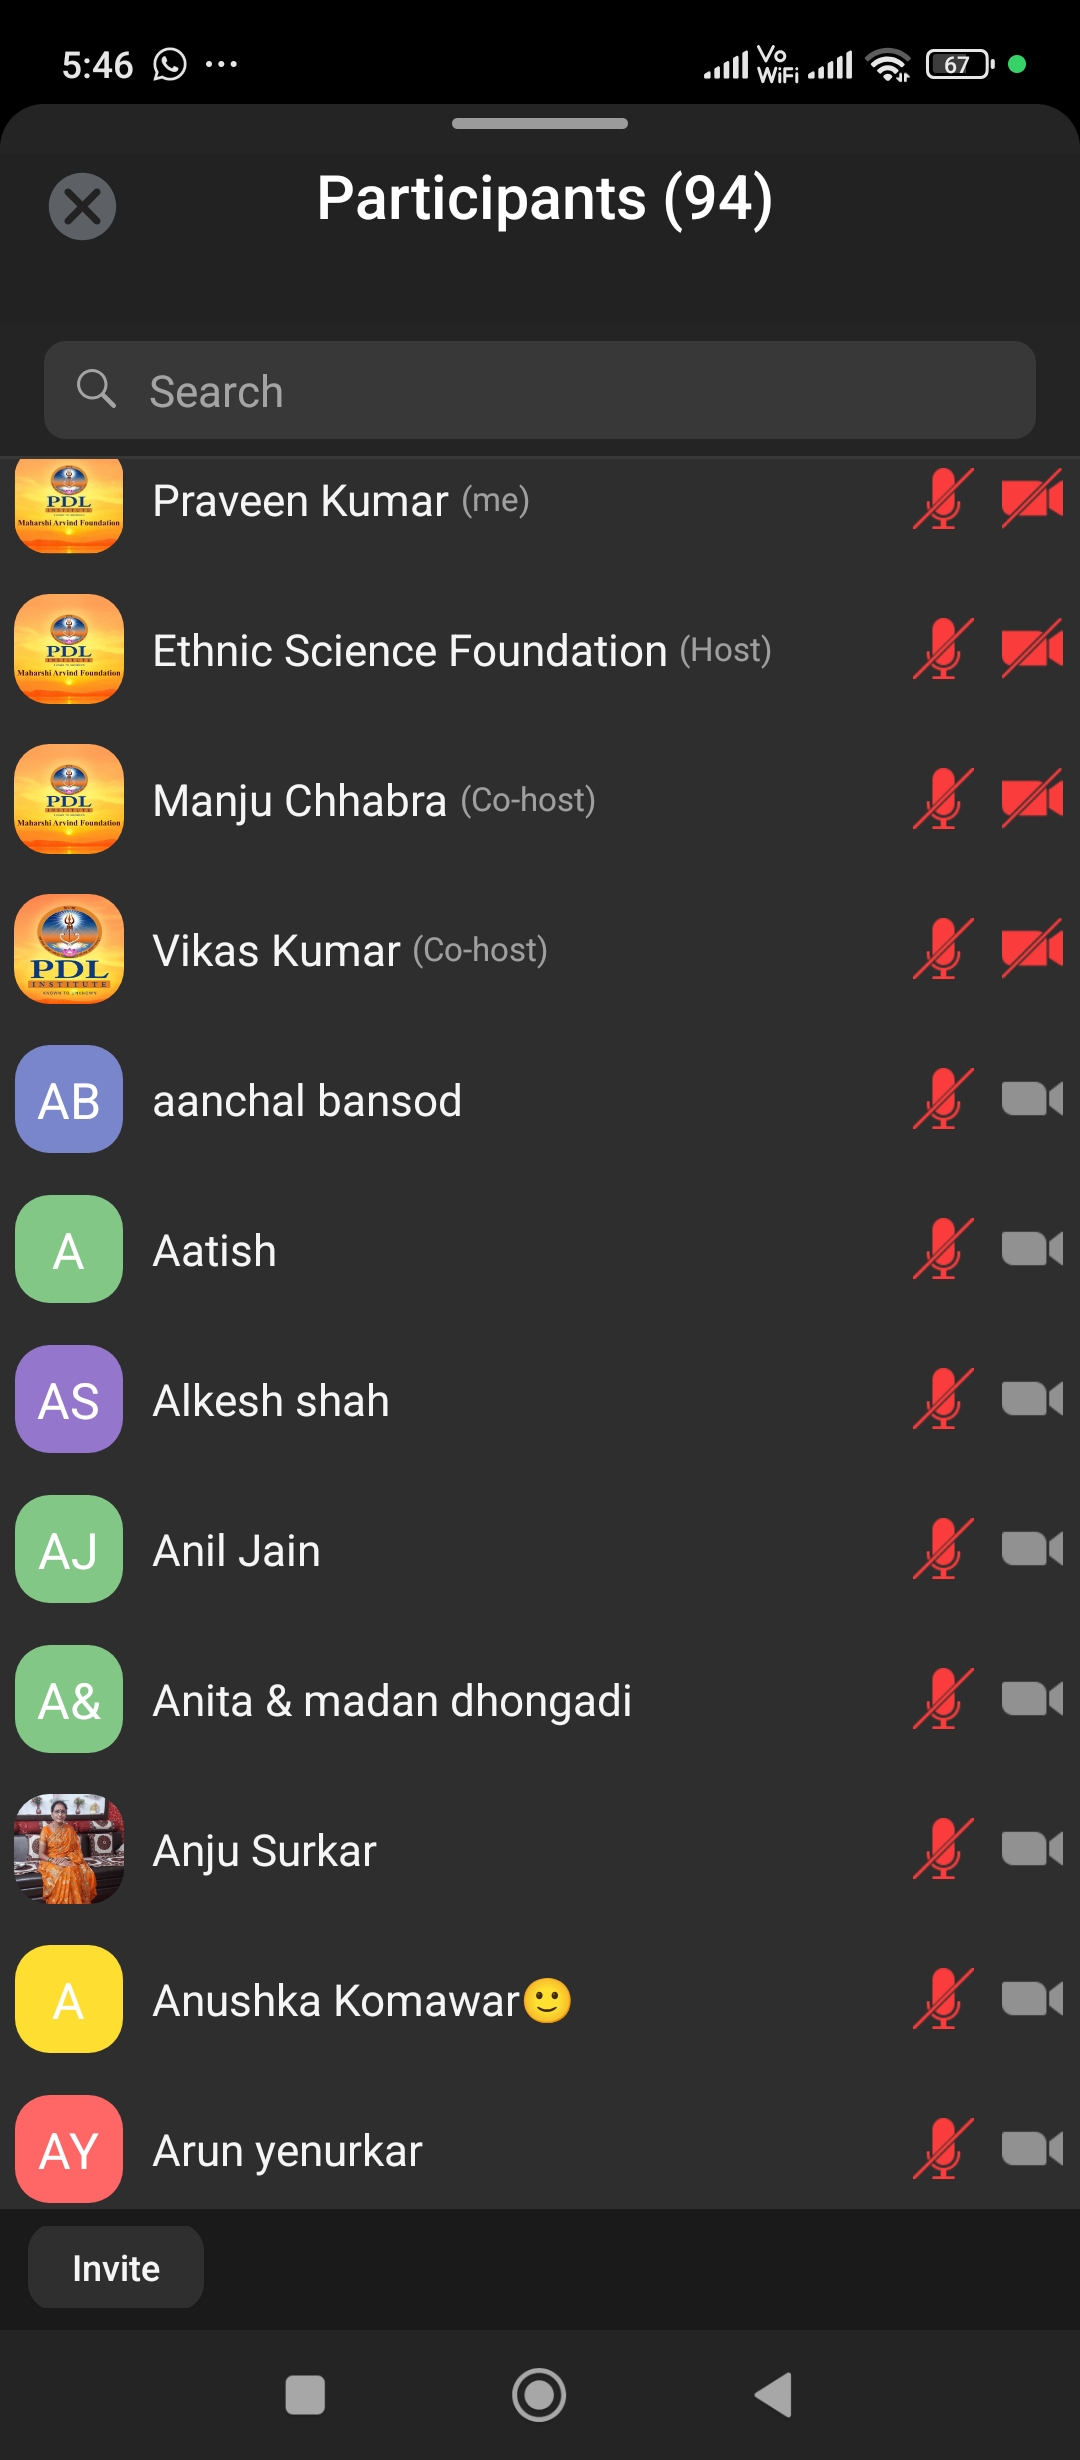 5:46 ... Vo WiFi 67
Participants (94)
Search
PDL
Maharshi Arvind Foundation
Praveen Kumar (me)
PDL
Maharshi Arvind Foundation
Ethnic Science Foundation (Host)
PDL
Maharshi Arvind Foundation
Manju Chhabra (Co-host)
PDL
INSTITUTE
KNOWN TO UNKNOWN
Vikas Kumar (Co-host)
AB aanchal bansod
A Aatish
AS Alkesh shah
AJ Anil Jain
A& Anita & madan dhongadi
Anju Surkar
A Anushka Komawar🙂
AY Arun yenurkar
Invite